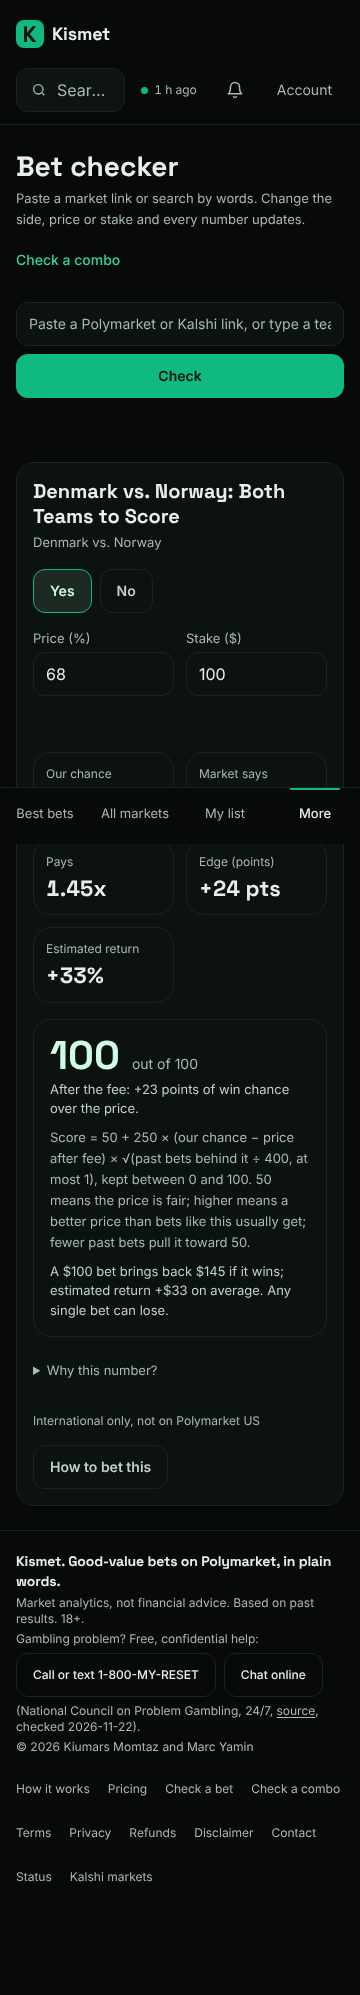 Kismet
Sear...
1 h ago
Account
Bet checker
Paste a market link or search by words. Change the
side, price or stake and every number updates.
Check a combo
Paste a Polymarket or Kalshi link, or type a tea
Check
Denmark vs. Norway: Both
Teams to Score
Denmark vs. Norway
Yes
No
Price (%)
Stake ($)
68
100
Our chance
Market says
Best bets
All markets
My list
More
Pays
Edge (points)
1.45x
+24 pts
Estimated return
+33%
100 out of 100
After the fee: +23 points of win chance
over the price.
Score = 50 + 250 × (our chance − price
after fee) × √(past bets behind it ÷ 400, at
most 1), kept between 0 and 100. 50
means the price is fair; higher means a
better price than bets like this usually get;
fewer past bets pull it toward 50.
A $100 bet brings back $145 if it wins;
estimated return +$33 on average. Any
single bet can lose.
Why this number?
International only, not on Polymarket US
How to bet this
Kismet. Good-value bets on Polymarket, in plain
words.
Market analytics, not financial advice. Based on past
results. 18+.
Gambling problem? Free, confidential help:
Call or text 1-800-MY-RESET
Chat online
(National Council on Problem Gambling, 24/7, source,
checked 2026-11-22).
© 2026 Kiumars Momtaz and Marc Yamin
How it works
Pricing
Check a bet
Check a combo
Terms
Privacy
Refunds
Disclaimer
Contact
Status
Kalshi markets